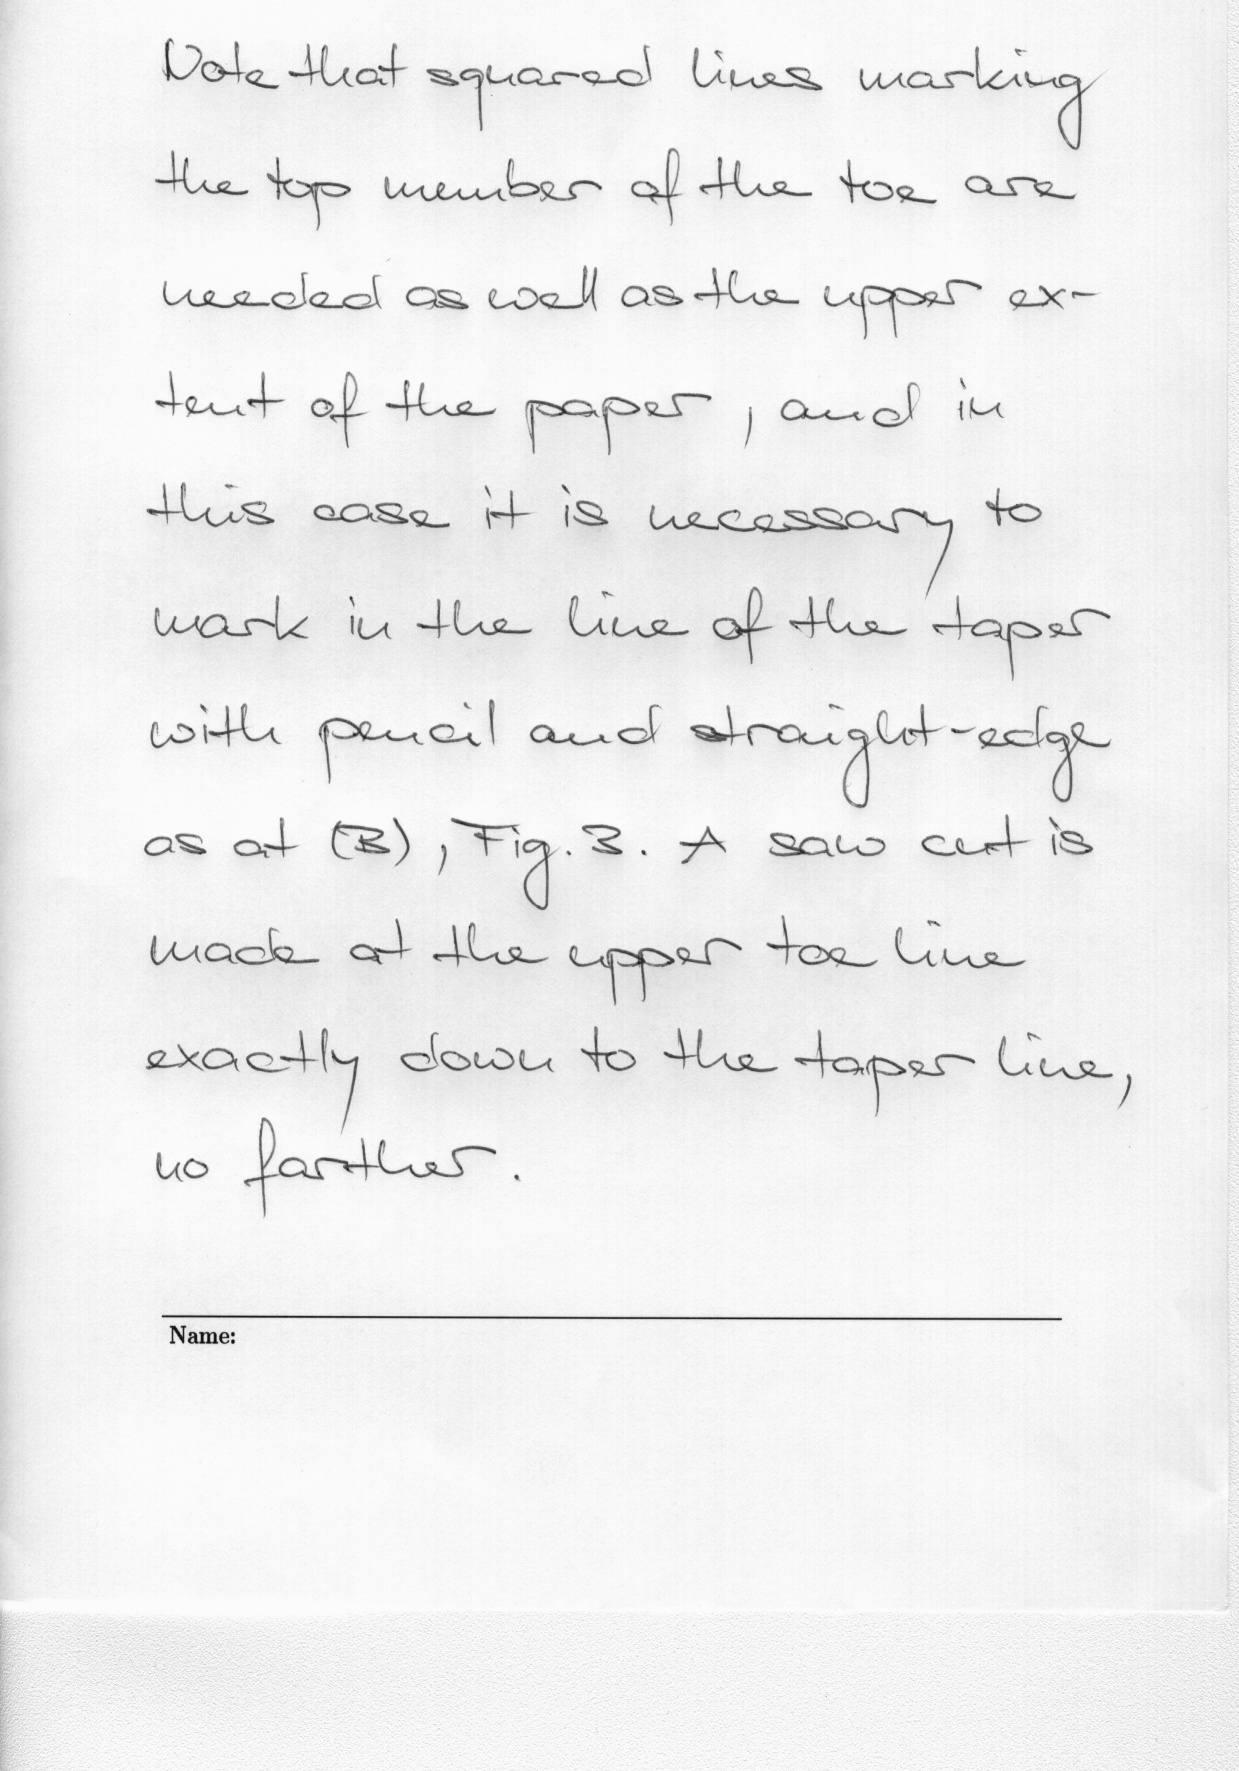 Note that squared lines marking
the top member of the toe are
needed as well as the upper ex-
tent of the paper, and in
this case it is necessary to
mark in the line of the taper
with pencil and straight-edge
as at (B), Fig. 3. A saw cut is
made at the upper toe line
exactly down to the taper line,
no farther.
Name: